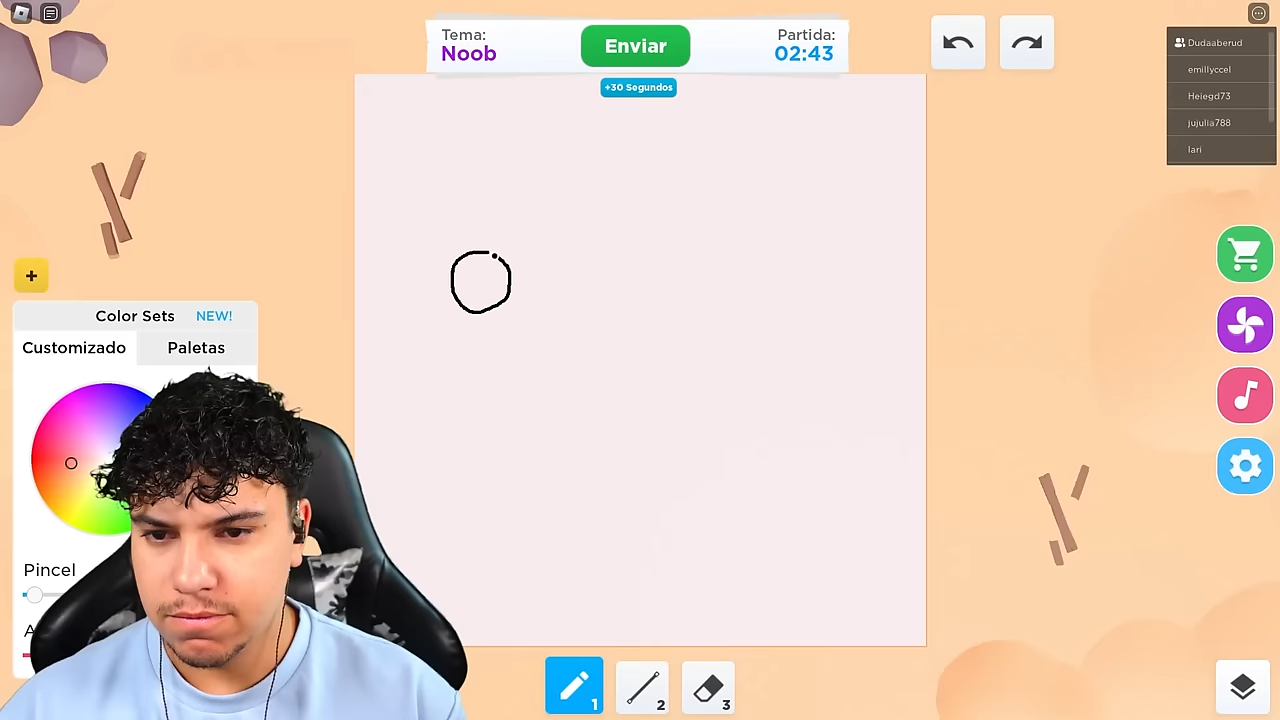 Tema:
Noob
Enviar
Partida:
02:43
+30 Segundos
Dudaaberud
emillyccel
Heiegd73
jujulia788
lari
+
Color Sets NEW!
Customizado Paletas
Pincel
1
2
3